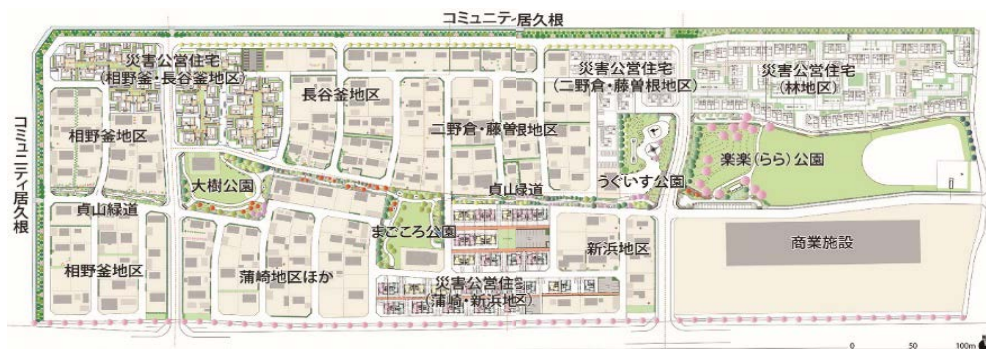 コミュニティ居久根
災害公営住宅
(相野釜・長谷釜地区)
長谷釜地区
災害公営住宅
(二野倉・藤曽根地区)
災害公営住宅
(林地区)
コミュニティ居久根
相野釜地区
二野倉・藤曽根地区
大樹公園
うぐいす公園
楽楽(らら)公園
貞山緑道
貞山緑道
まごころ公園
相野釜地区
蒲崎地区ほか
新浜地区
商業施設
災害公営住宅
(蒲崎・新浜地区)
0 50 100m